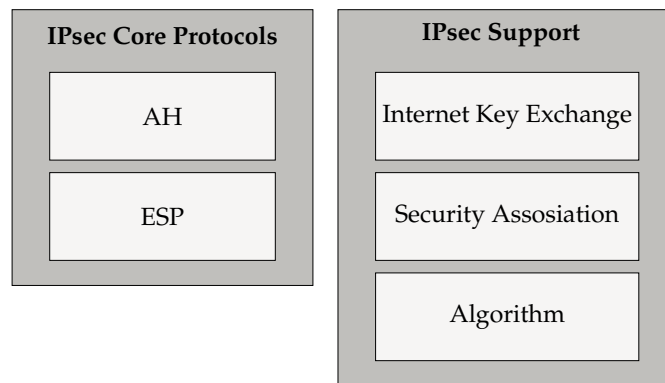 IPsec Core Protocols
AH
ESP
IPsec Support
Internet Key Exchange
Security Assosiation
Algorithm